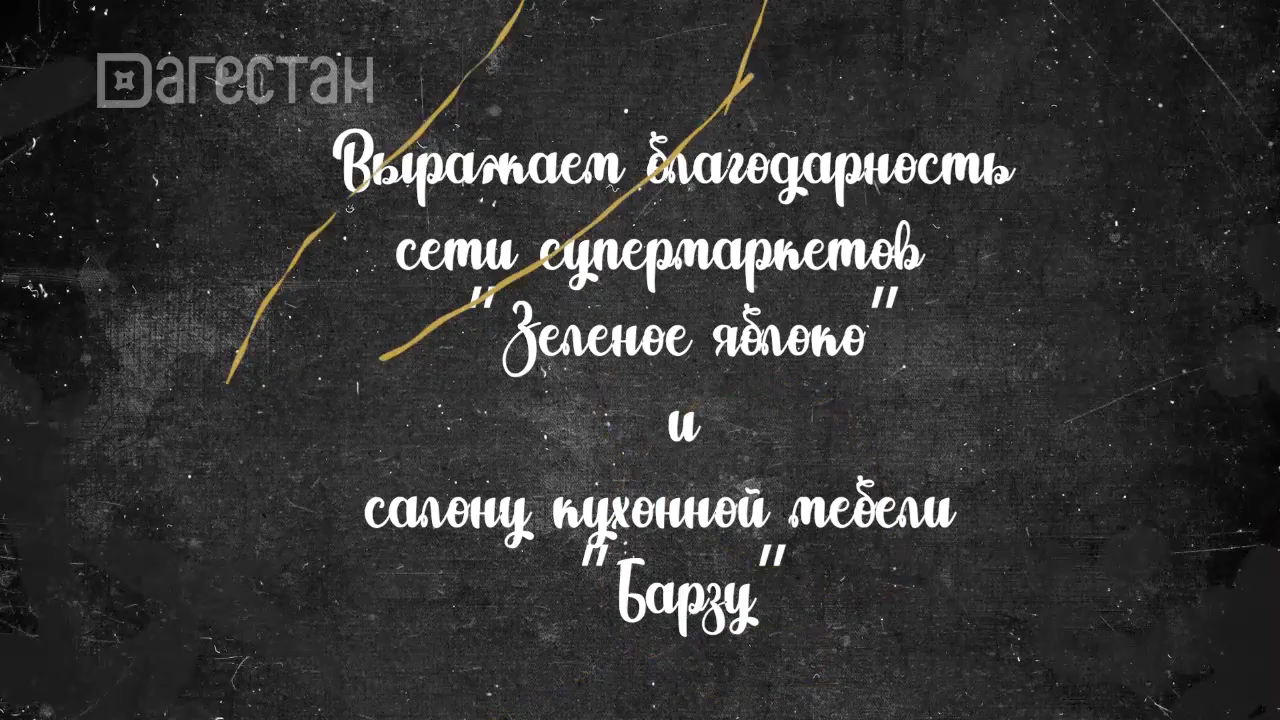 Дагестан
Выражаем благодарность
сети супермаркетов
"Зеленое яблоко"
и
салону кухонной мебели
"Барзу"